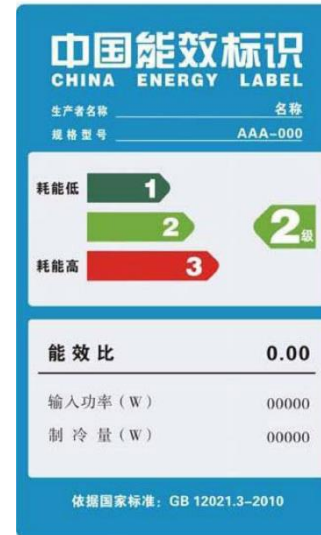 中国能效标识
CHINA ENERGY LABEL
生产者名称 名称
规格型号 AAA-000
耗能低 1
2 2级
耗能高 3
能效比 0.00
输入功率（W） 00000
制冷量（W） 00000
依据国家标准：GB 12021.3-2010